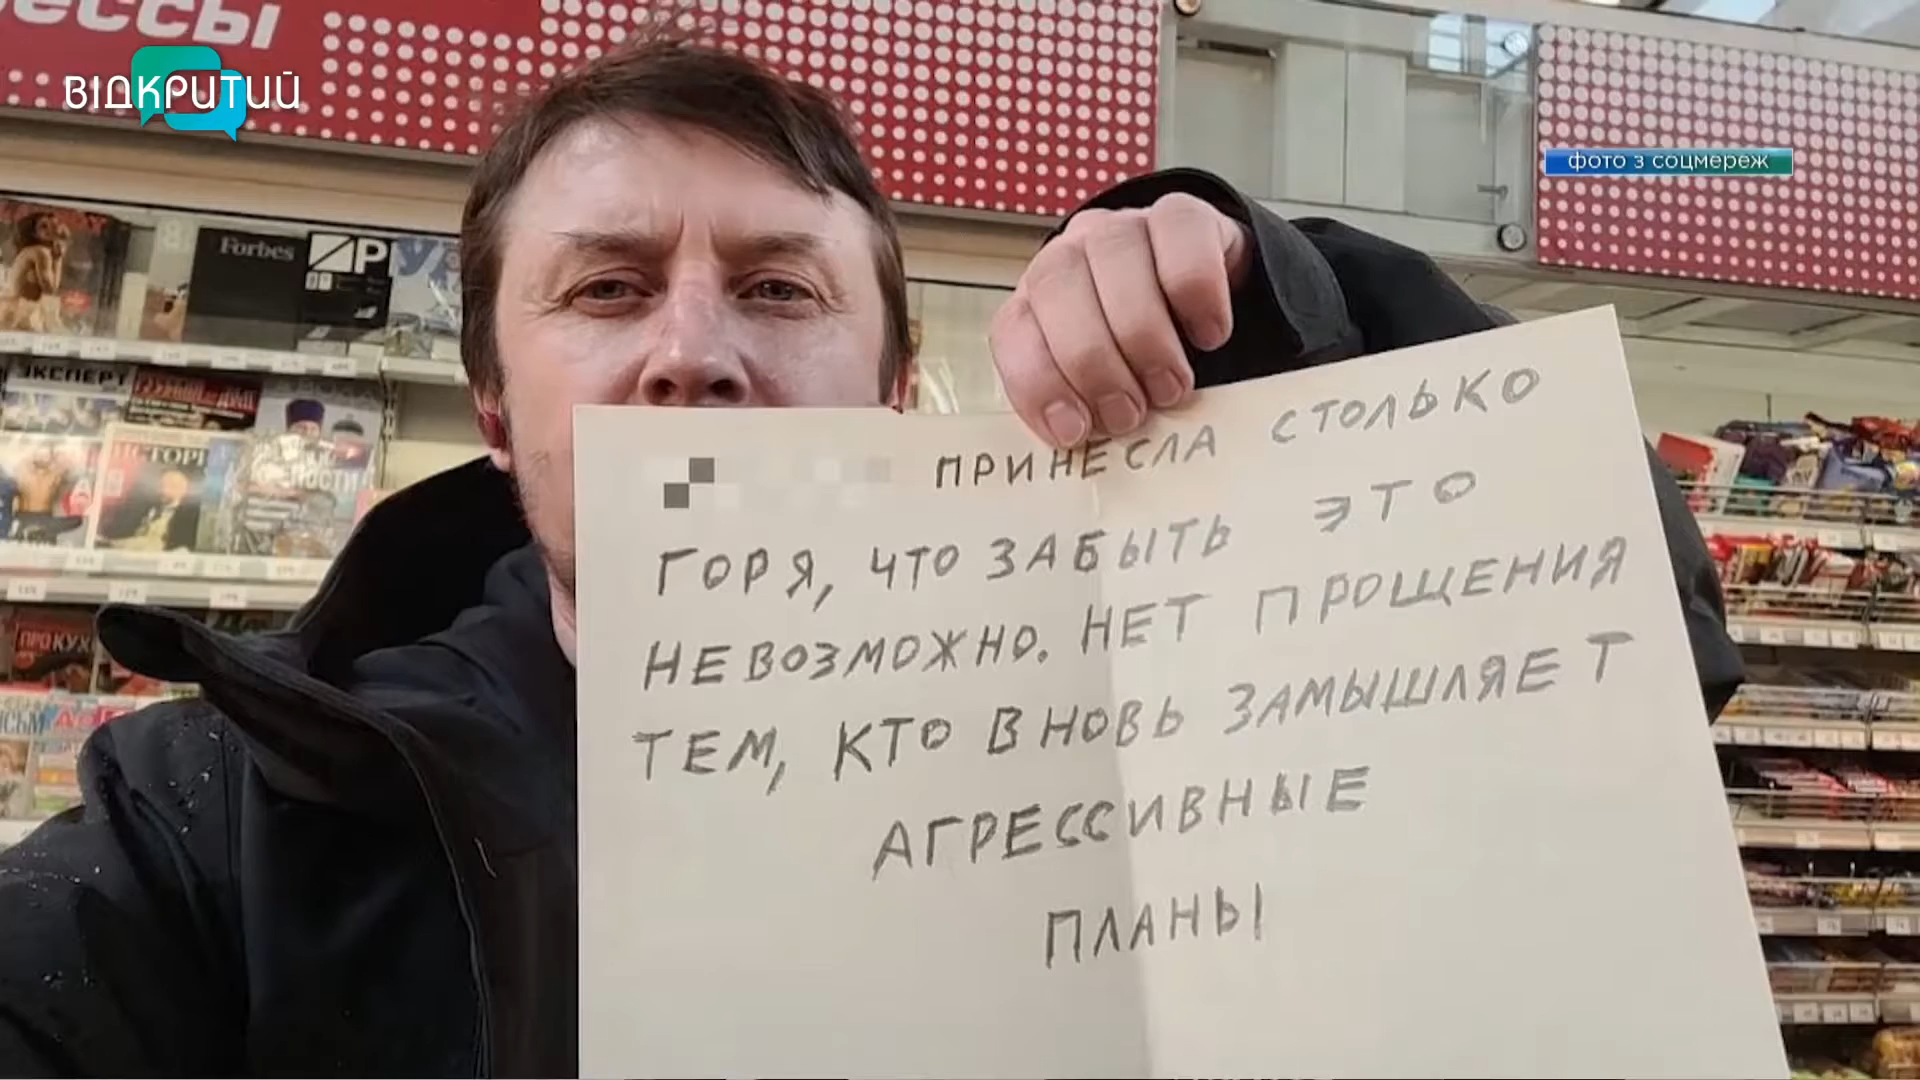 ессы
ВІДКРИТИЙ
фото з соцмереж
Forbes
ЭКСПЕРТ
ПРИНЕСЛА СТОЛЬКО
ГОРЯ, ЧТО ЗАБЫТЬ ЭТО
НЕВОЗМОЖНО. НЕТ ПРОЩЕНИЯ
ТЕМ, КТО ВНОВЬ ЗАМЫШЛЯЕТ
АГРЕССИВНЫЕ
ПЛАНЫ